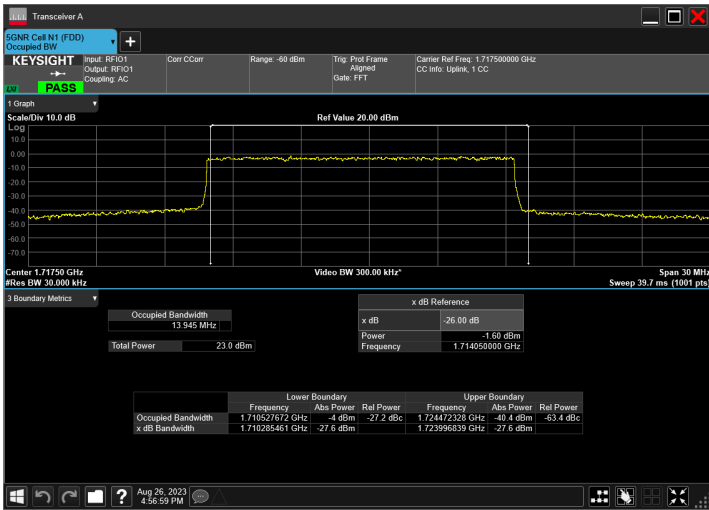 Transceiver A
5GNR Cell N1 (FDD)
Occupied BW
KEYSIGHT
LXI
PASS
Input: RFIO1
Output: RFIO1
Coupling: AC
Corr CCorr
Range: -60 dBm
Trig: Prot Frame
Aligned
Gate: FFT
Carrier Ref Freq: 1.717500000 GHz
CC Info: Uplink, 1 CC
1 Graph
Scale/Div 10.0 dB
Ref Value 20.00 dBm
Log
10.0
0.00
-10.0
-20.0
-30.0
-40.0
-50.0
-60.0
-70.0
Center 1.71750 GHz
Video BW 300.00 kHz*
Span 30 MHz
#Res BW 30.000 kHz
Sweep 39.7 ms (1001 pts)
3 Boundary Metrics
Occupied Bandwidth
13.945 MHz
Total Power 23.0 dBm
x dB Reference
x dB -26.00 dB
Power -1.60 dBm
Frequency 1.714050000 GHz
Lower Boundary Upper Boundary
Frequency Abs Power Rel Power Frequency Abs Power Rel Power
Occupied Bandwidth 1.710527672 GHz -4 dBm -27.2 dBc 1.724472328 GHz -40.4 dBm -63.4 dBc
x dB Bandwidth 1.710285461 GHz -27.6 dBm 1.723996839 GHz -27.6 dBm
Aug 26, 2023
4:56:59 PM